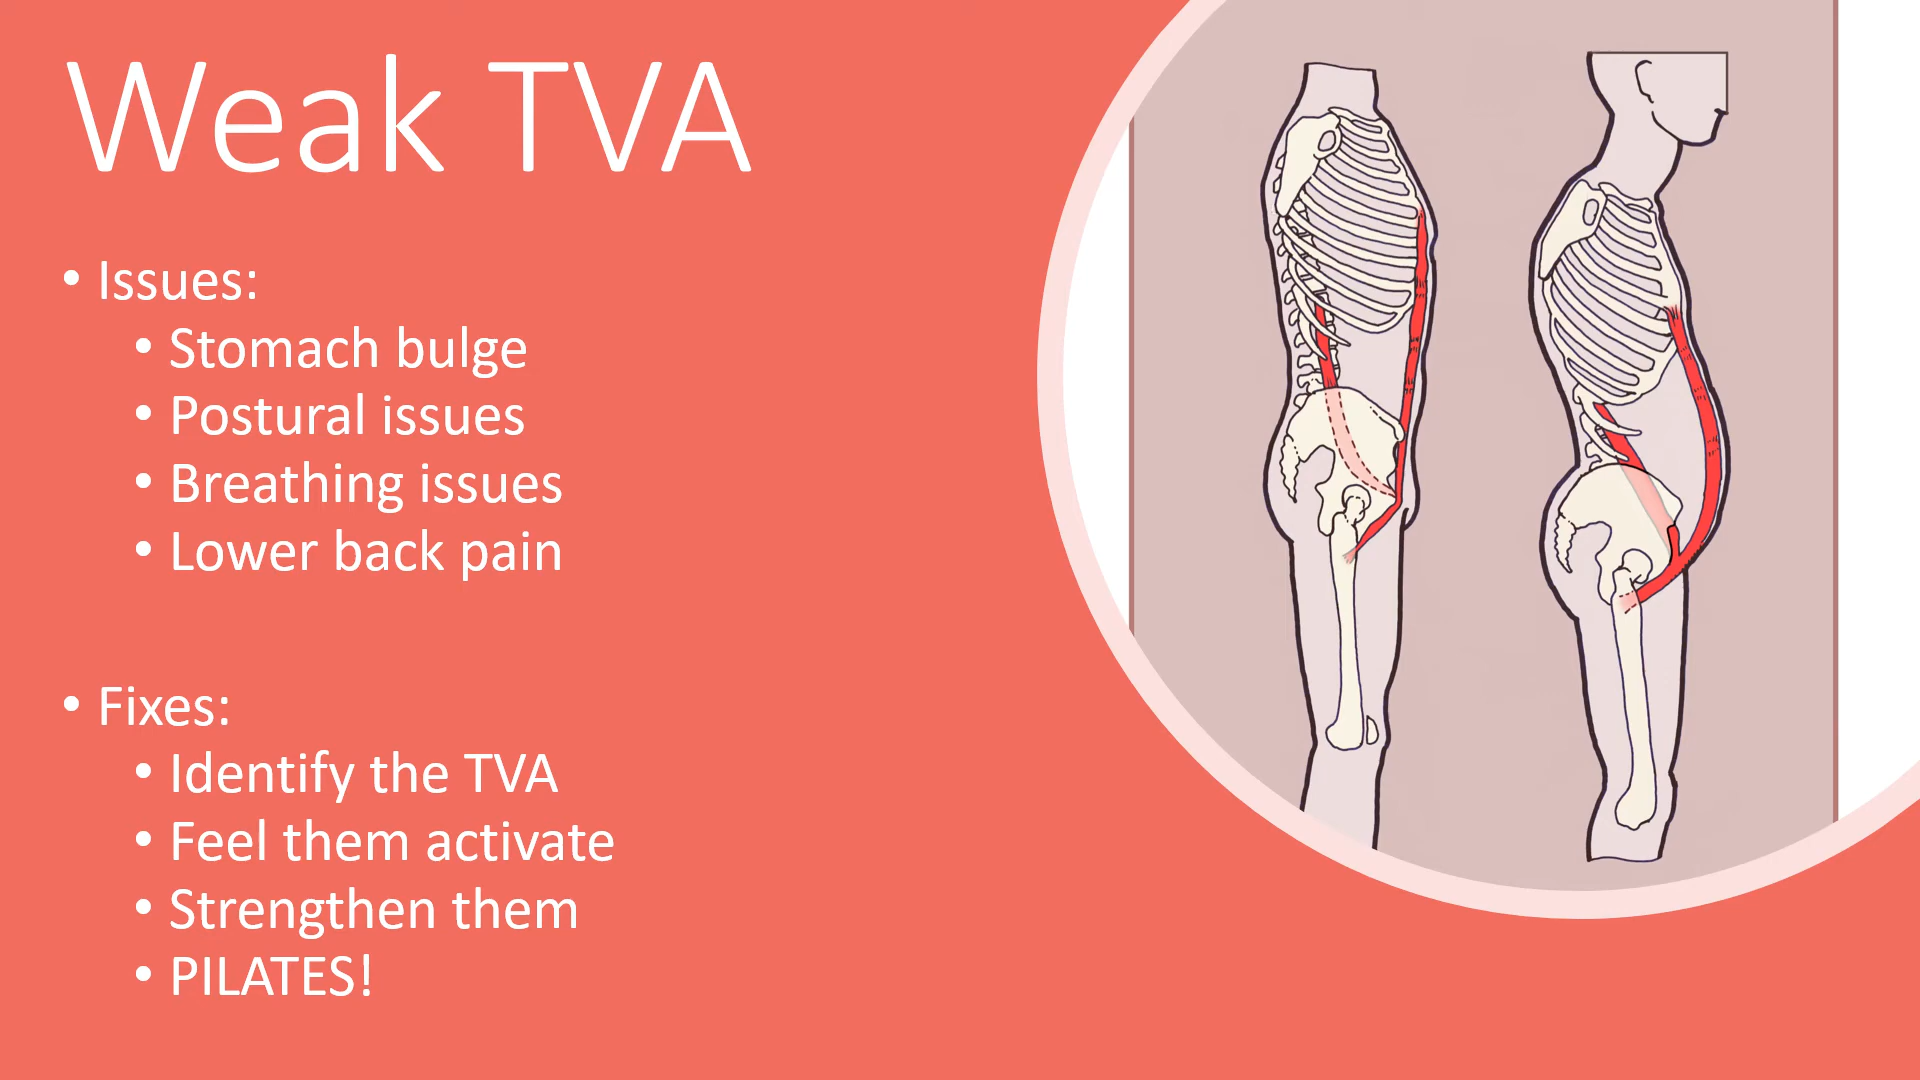 Weak TVA
• Issues:
• Stomach bulge
• Postural issues
• Breathing issues
• Lower back pain
• Fixes:
• Identify the TVA
• Feel them activate
• Strengthen them
• PILATES!